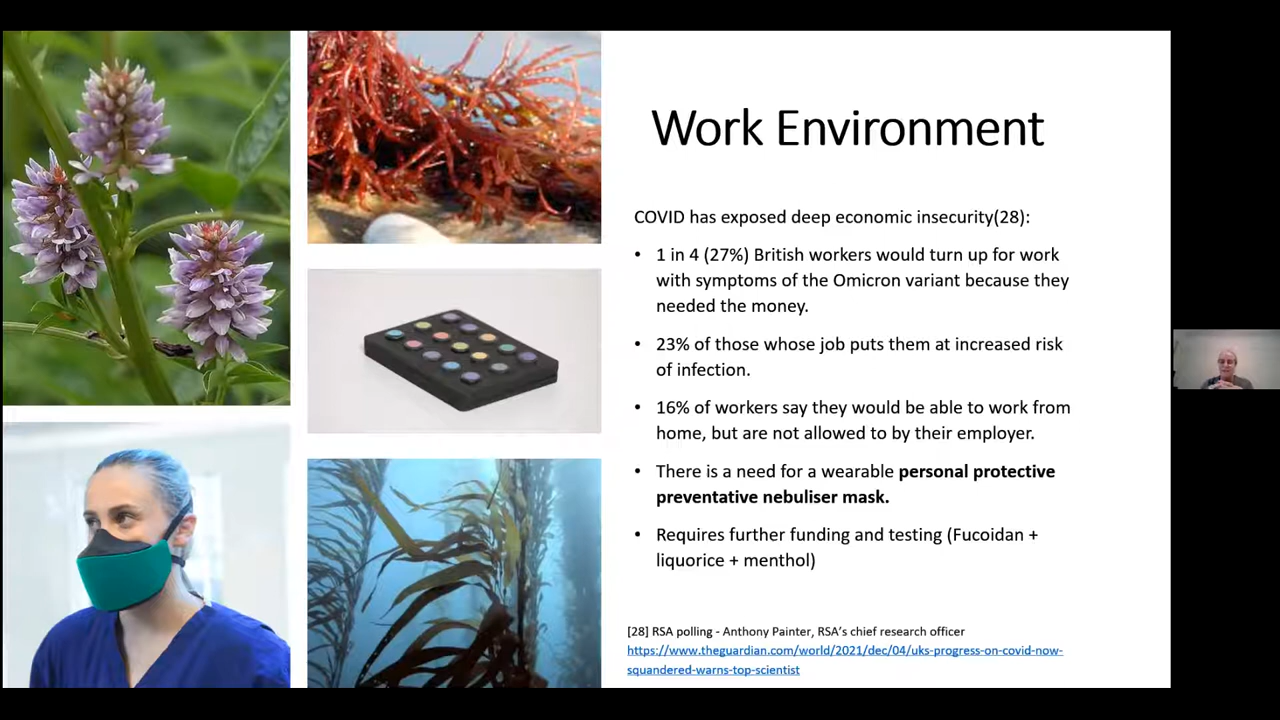 Work Environment
COVID has exposed deep economic insecurity(28):
• 1 in 4 (27%) British workers would turn up for work
with symptoms of the Omicron variant because they
needed the money.
• 23% of those whose job puts them at increased risk
of infection.
• 16% of workers say they would be able to work from
home, but are not allowed to by their employer.
• There is a need for a wearable personal protective
preventative nebuliser mask.
• Requires further funding and testing (Fucoidan +
liquorice + menthol)
[28] RSA polling - Anthony Painter, RSA's chief research officer
https://www.theguardian.com/world/2021/dec/04/uks-progress-on-covid-now-
squandered-warns-top-scientist